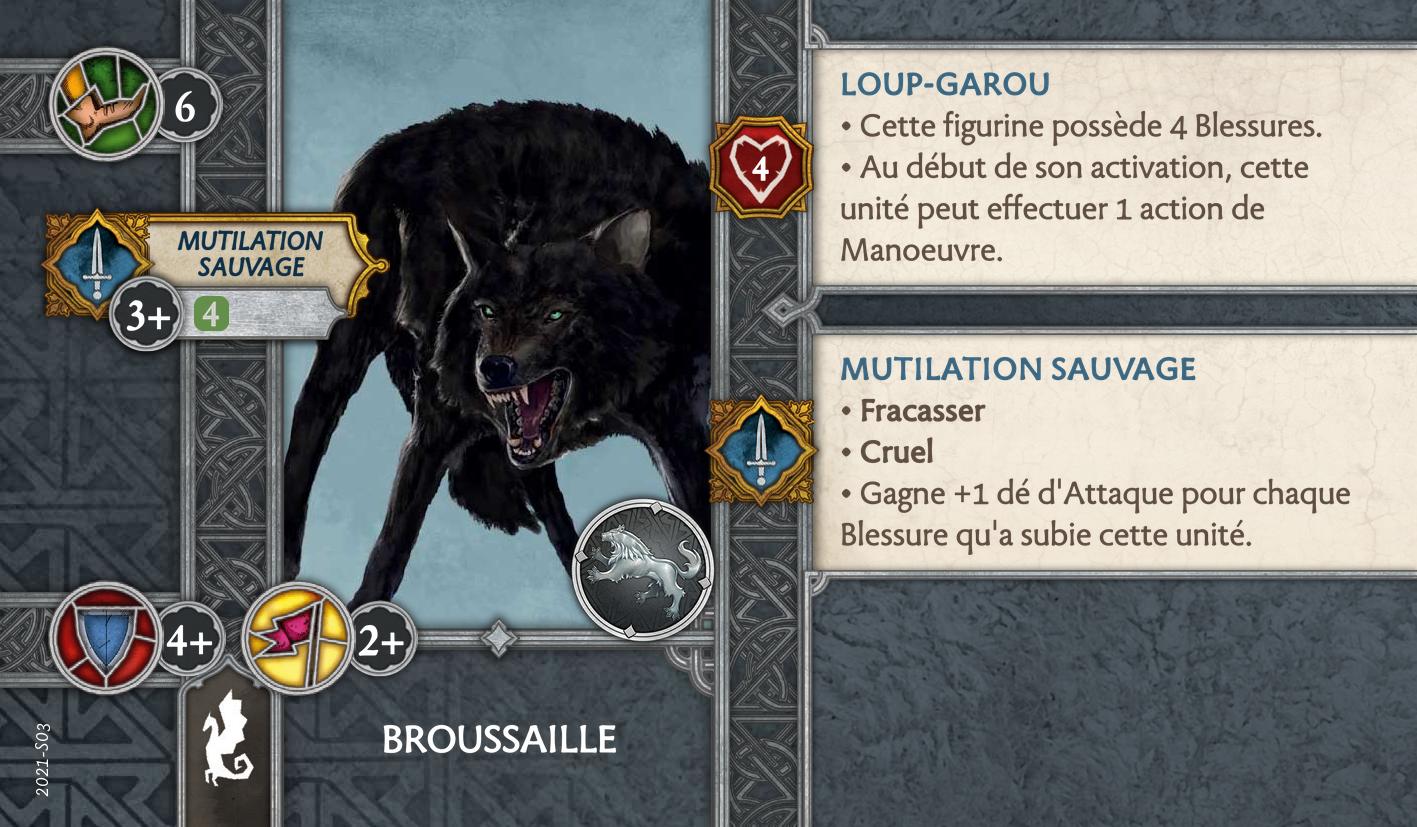 6
MUTILATION
SAUVAGE
3+ 4
4+ 2+
BROUSSAILLE
2021-S03
4
LOUP-GAROU
• Cette figurine possède 4 Blessures.
• Au début de son activation, cette
unité peut effectuer 1 action de
Manoeuvre.
MUTILATION SAUVAGE
• Fracasser
• Cruel
• Gagne +1 dé d'Attaque pour chaque
Blessure qu'a subie cette unité.